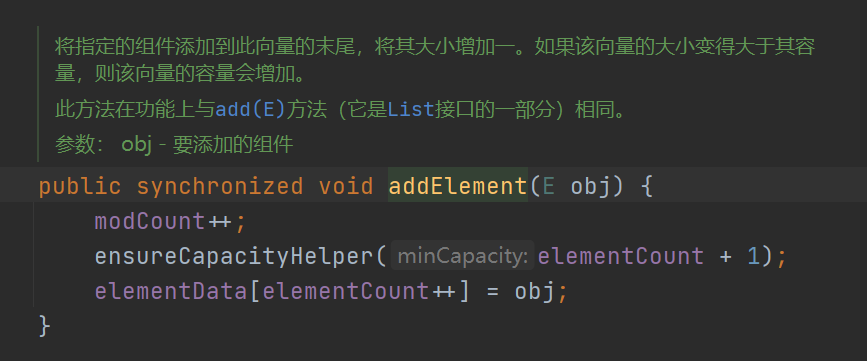 将指定的组件添加到此向量的末尾，将其大小增加一。如果该向量的大小变得大于其容
量，则该向量的容量会增加。
此方法在功能上与add(E)方法（它是List接口的一部分）相同。
参数： obj - 要添加的组件
public synchronized void addElement(E obj) {
modCount++;
ensureCapacityHelper( minCapacity: elementCount + 1);
elementData[elementCount++] = obj;
}